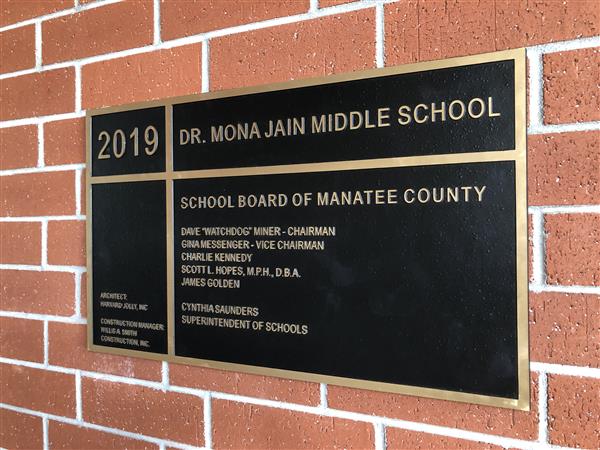 2019
DR. MONA JAIN MIDDLE SCHOOL
SCHOOL BOARD OF MANATEE COUNTY
DAVE "WATCHDOG" MINER - CHAIRMAN
GINA MESSENGER - VICE CHAIRMAN
CHARLIE KENNEDY
SCOTT L. HOPES, M.P.H., D.B.A.
JAMES GOLDEN
CYNTHIA SAUNDERS
SUPERINTENDENT OF SCHOOLS
ARCHITECT:
HARVARD JOLLY, INC
CONSTRUCTION MANAGER:
WILLIS A. SMITH
CONSTRUCTION, INC.